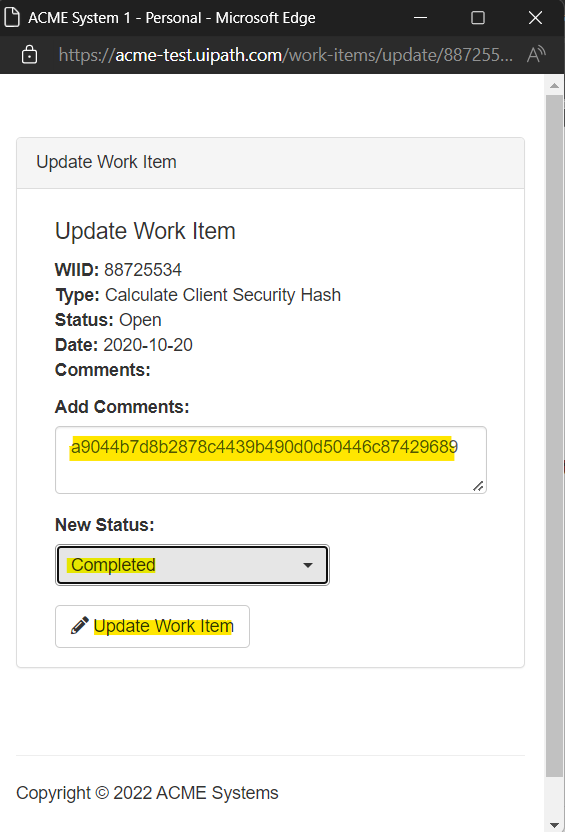 ACME System 1 - Personal - Microsoft Edge
https://acme-test.uipath.com/work-items/update/887255...
Update Work Item
Update Work Item
WIID: 88725534
Type: Calculate Client Security Hash
Status: Open
Date: 2020-10-20
Comments:
Add Comments:
a9044b7d8b2878c4439b490d0d50446c87429689
New Status:
Completed
Update Work Item
Copyright © 2022 ACME Systems